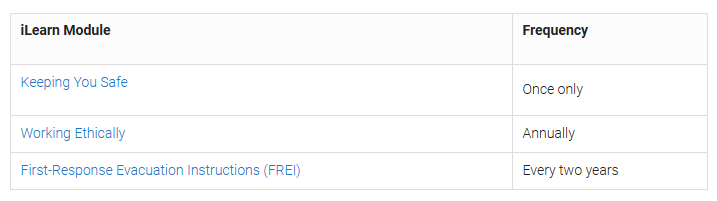 iLearn Module Frequency
Keeping You Safe Once only
Working Ethically Annually
First-Response Evacuation Instructions (FREI) Every two years